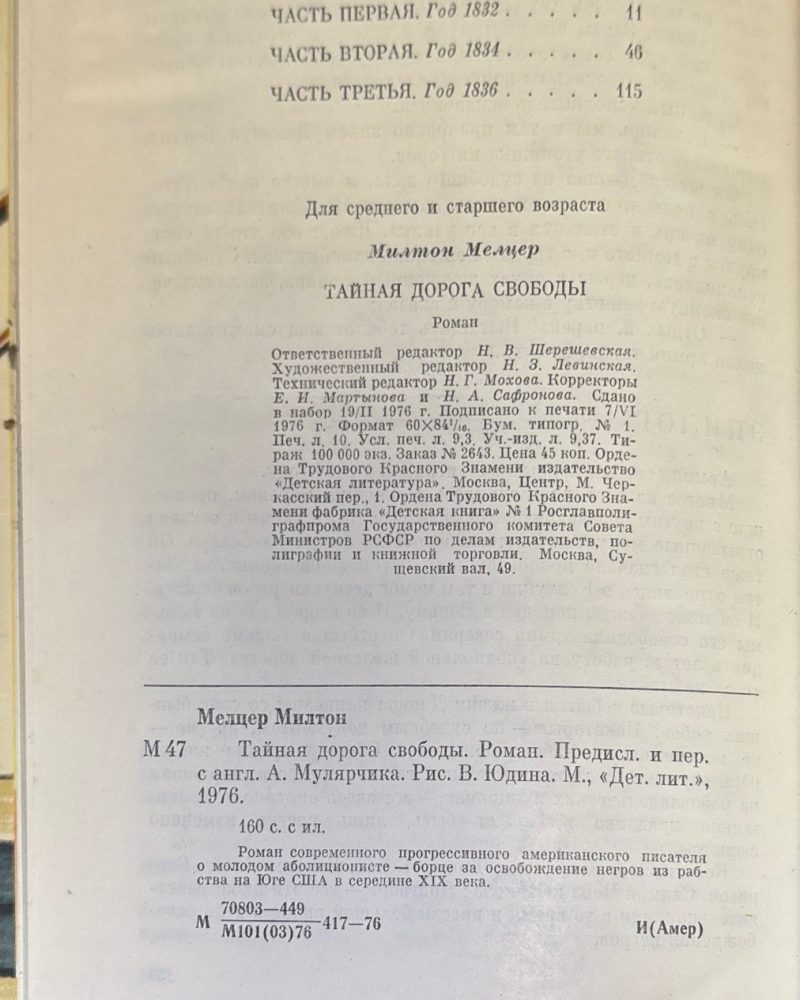 ЧАСТЬ ПЕРВАЯ. Год 1832 . . . . . 11
ЧАСТЬ ВТОРАЯ. Год 1834 . . . . . 46
ЧАСТЬ ТРЕТЬЯ. Год 1836 . . . . . 115
Для среднего и старшего возраста
Милтон Мелцер
ТАЙНАЯ ДОРОГА СВОБОДЫ
Роман
Ответственный редактор Н. В. Шерешевская.
Художественный редактор Н. З. Левинская.
Технический редактор Н. Г. Мохова. Корректоры
Е. И. Мартынова и Н. А. Сафронова. Сдано
в набор 19/II 1976 г. Подписано к печати 7/VI
1976 г. Формат 60X84¹/₁₆. Бум. типогр. № 1.
Печ. л. 10. Усл. печ. л. 9,3. Уч.-изд. л. 9,37. Ти-
раж 100 000 экз. Заказ № 2643. Цена 45 коп. Орде-
на Трудового Красного Знамени издательство
«Детская литература». Москва, Центр, М. Чер-
касский пер., 1. Ордена Трудового Красного Зна-
мени фабрика «Детская книга» № 1 Росглавполи-
графпрома Государственного комитета Совета
Министров РСФСР по делам издательств, по-
лиграфии и книжной торговли. Москва, Су-
щевский вал, 49.
Мелцер Милтон
М 47 Тайная дорога свободы. Роман. Предисл. и пер.
с англ. А. Мулярчика. Рис. В. Юдина. М., «Дет. лит.»,
1976.
160 с. с ил.
Роман современного прогрессивного американского писателя
о молодом аболиционисте — борце за освобождение негров из раб-
ства на Юге США в середине XIX века.
70803—449
М 417—76 И(Амер)
М101(03)76